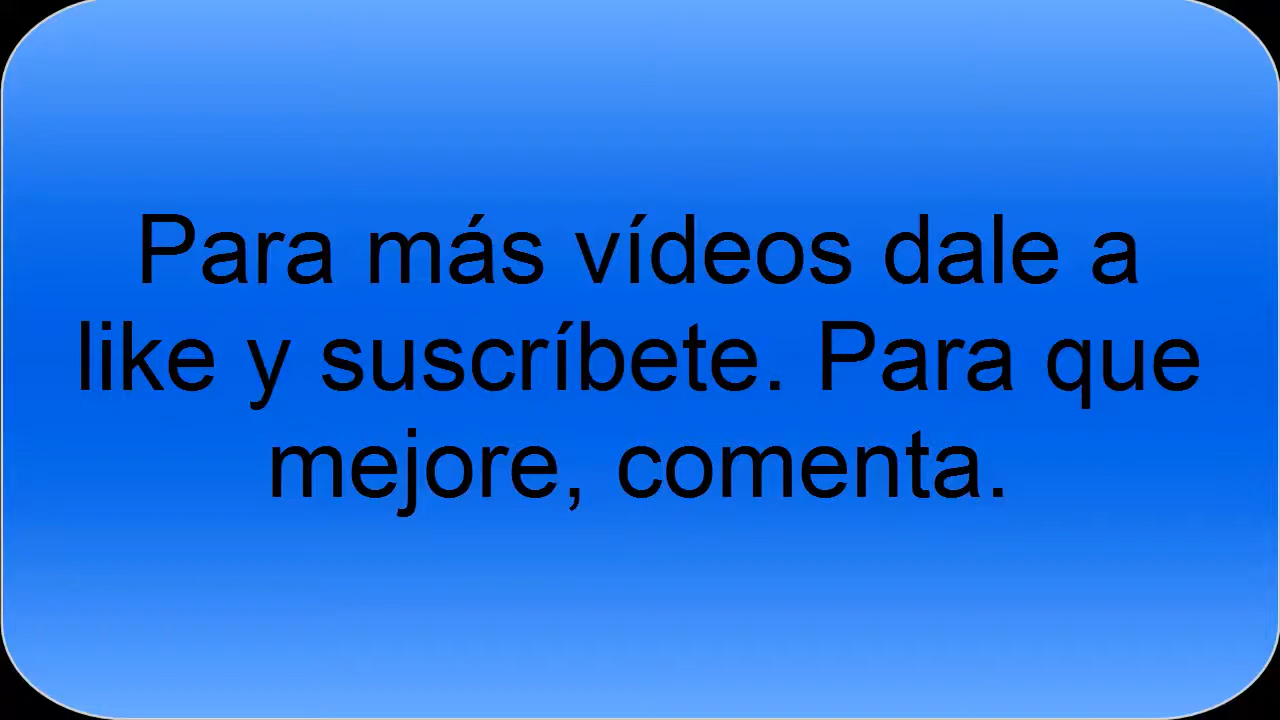 Para más vídeos dale a
like y suscríbete. Para que
mejore, comenta.